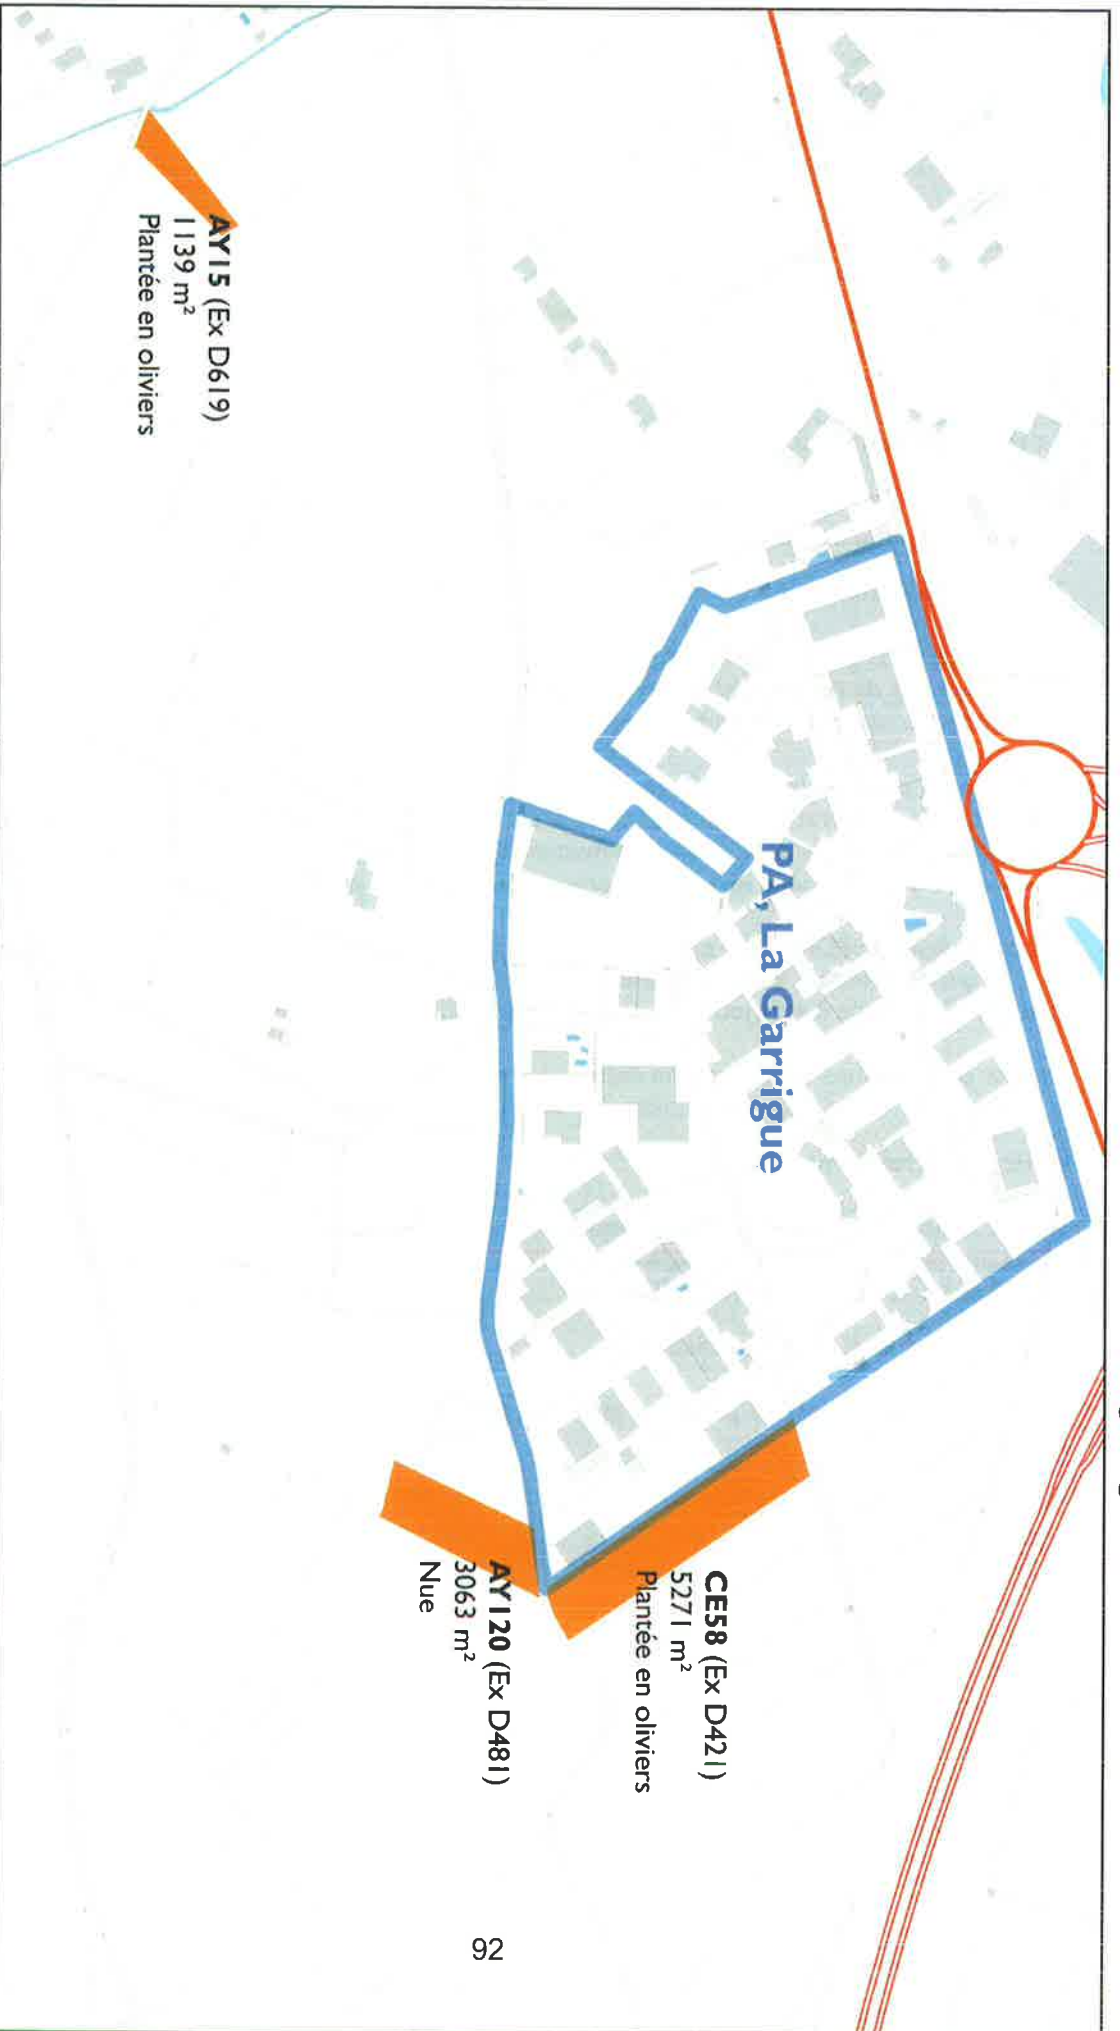 PA, La Garrigue
CE58 (Ex D421)
5271 m²
Plantée en oliviers
AY120 (Ex D481)
3063 m²
Nue
AY15 (Ex D619)
1139 m²
Plantée en oliviers
92